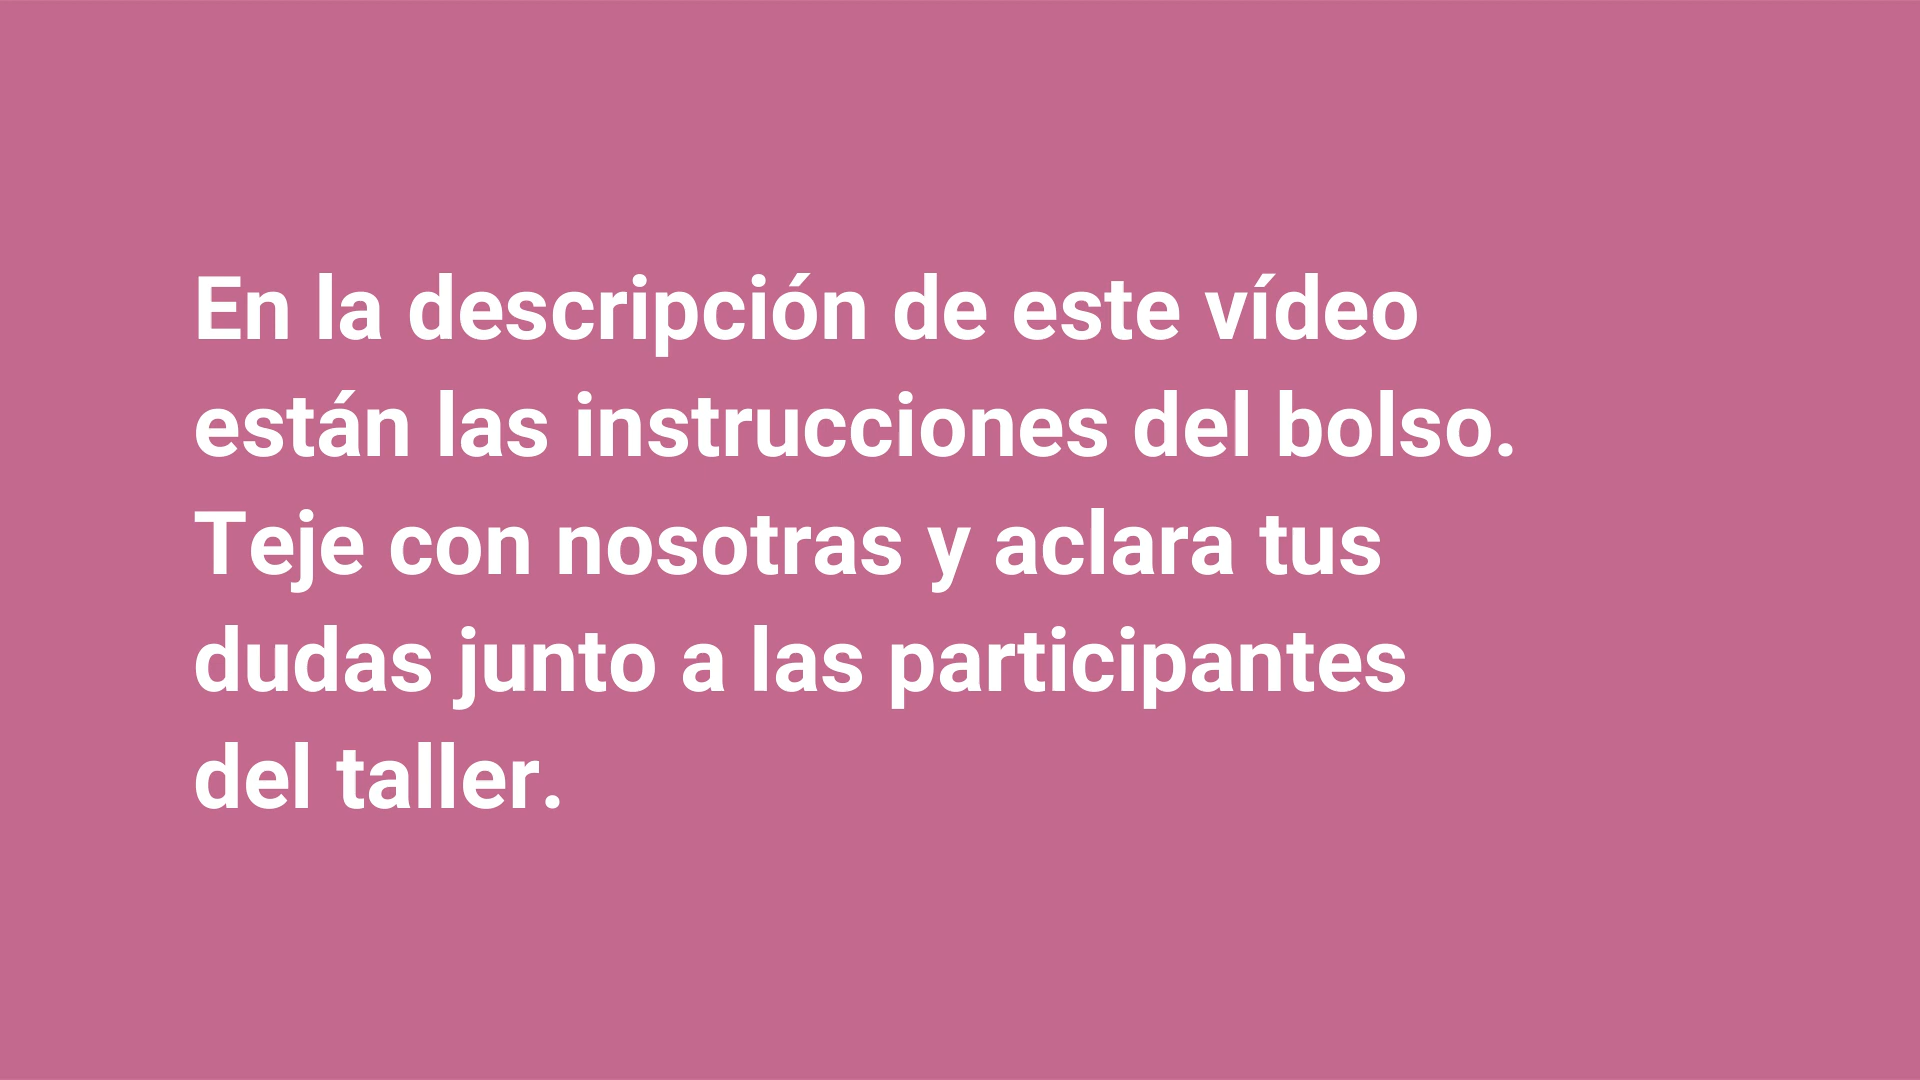 En la descripción de este vídeo
están las instrucciones del bolso.
Teje con nosotras y aclara tus
dudas junto a las participantes
del taller.